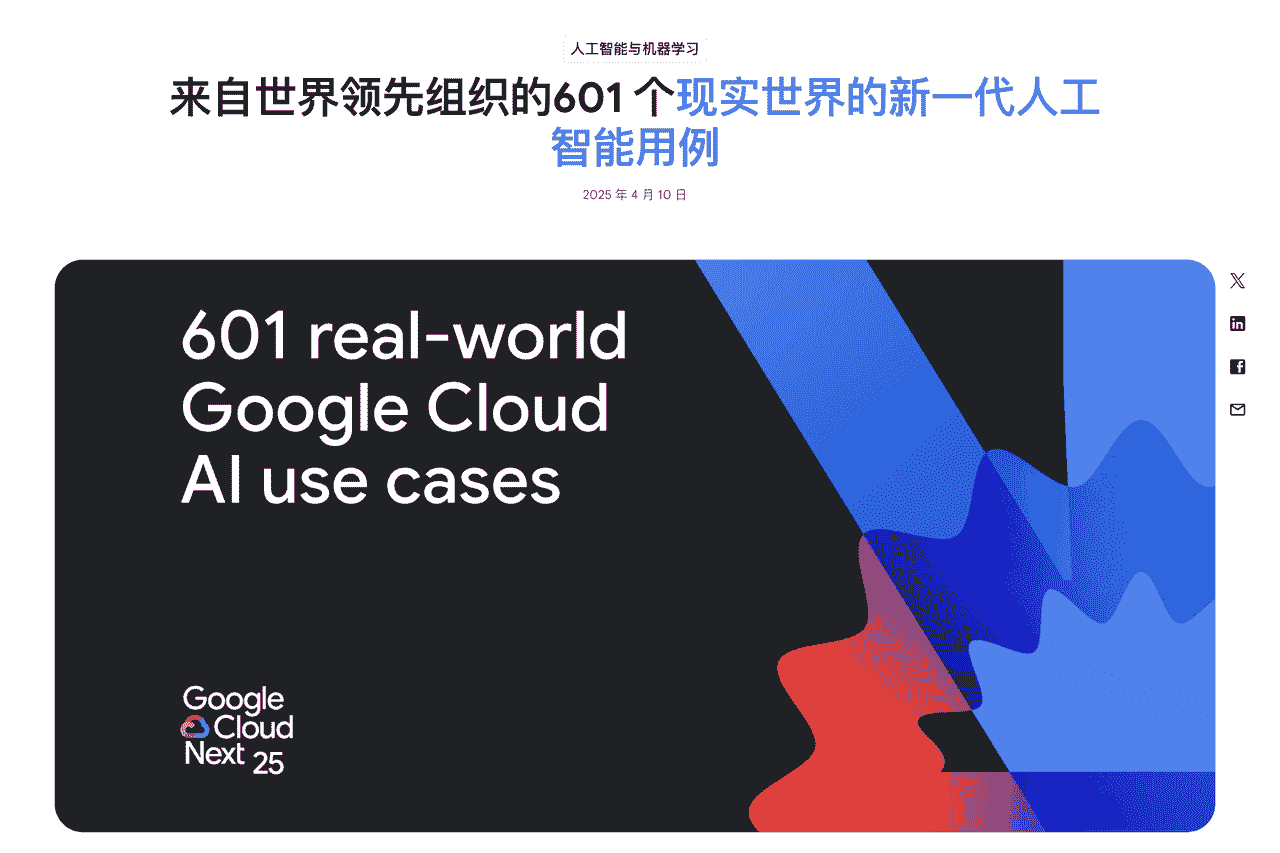 人工智能与机器学习
来自世界领先组织的601 个现实世界的新一代人工
智能用例
2025 年 4 月 10 日
601 real-world
Google Cloud
AI use cases
Google
Cloud
Next 25